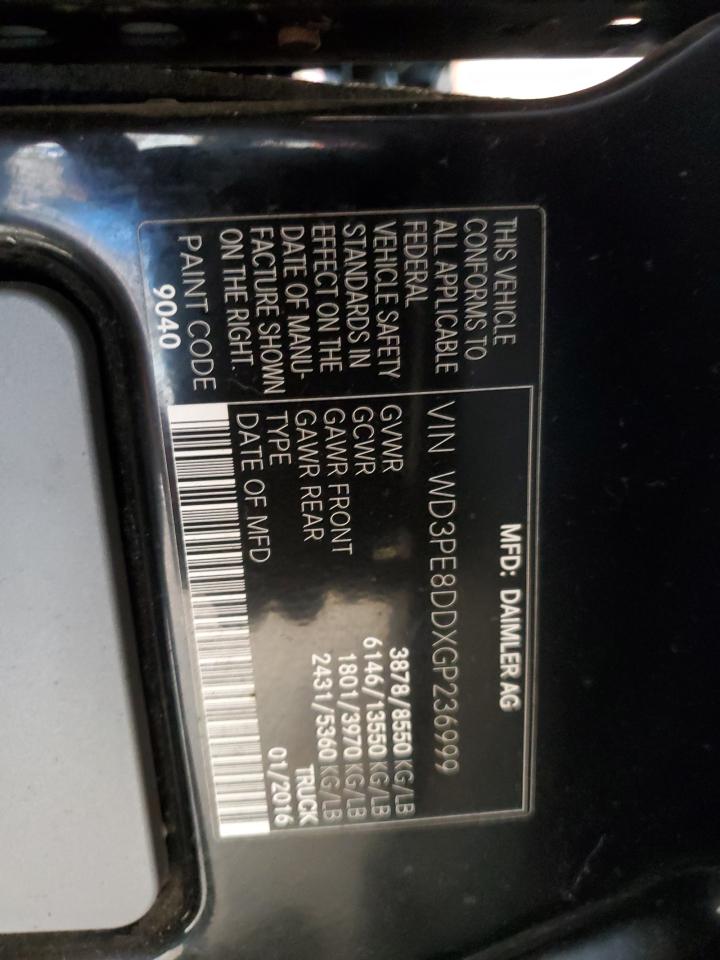 MFD: DAIMLER AG
THIS VEHICLE
CONFORMS TO
ALL APPLICABLE
FEDERAL
VEHICLE SAFETY
STANDARDS IN
EFFECT ON THE
DATE OF MANU-
FACTURE SHOWN
ON THE RIGHT.
PAINT CODE
9040
VIN WD3PE8DDXGP236999
GVWR 3878/8550 KG/LB
GCWR 6146/13550 KG/LB
GAWR FRONT 1801/3970 KG/LB
GAWR REAR 2431/5360 KG/LB
TYPE TRUCK
DATE OF MFD 01/2016